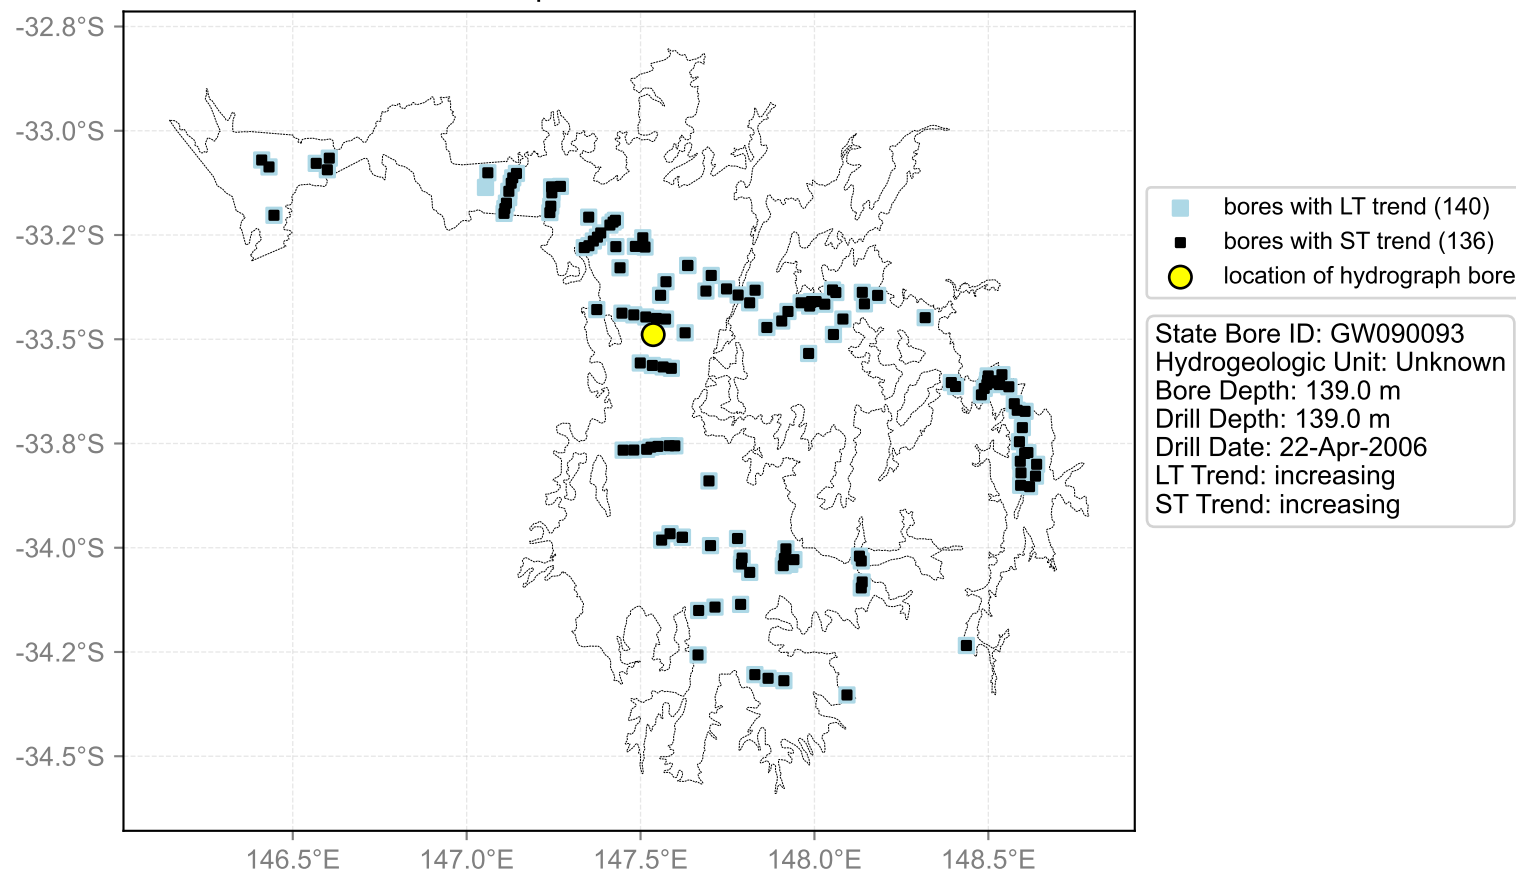 -32.8°S
-33.0°S
-33.2°S
-33.5°S
-33.8°S
-34.0°S
-34.2°S
-34.5°S
146.5°E
147.0°E
147.5°E
148.0°E
148.5°E
bores with LT trend (140)
bores with ST trend (136)
location of hydrograph bore
State Bore ID: GW090093
Hydrogeologic Unit: Unknown
Bore Depth: 139.0 m
Drill Depth: 139.0 m
Drill Date: 22-Apr-2006
LT Trend: increasing
ST Trend: increasing